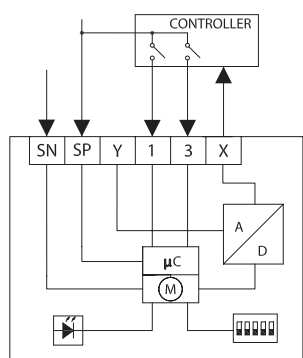 CONTROLLER
SN SP Y 1 3 X
A
D
µC
M